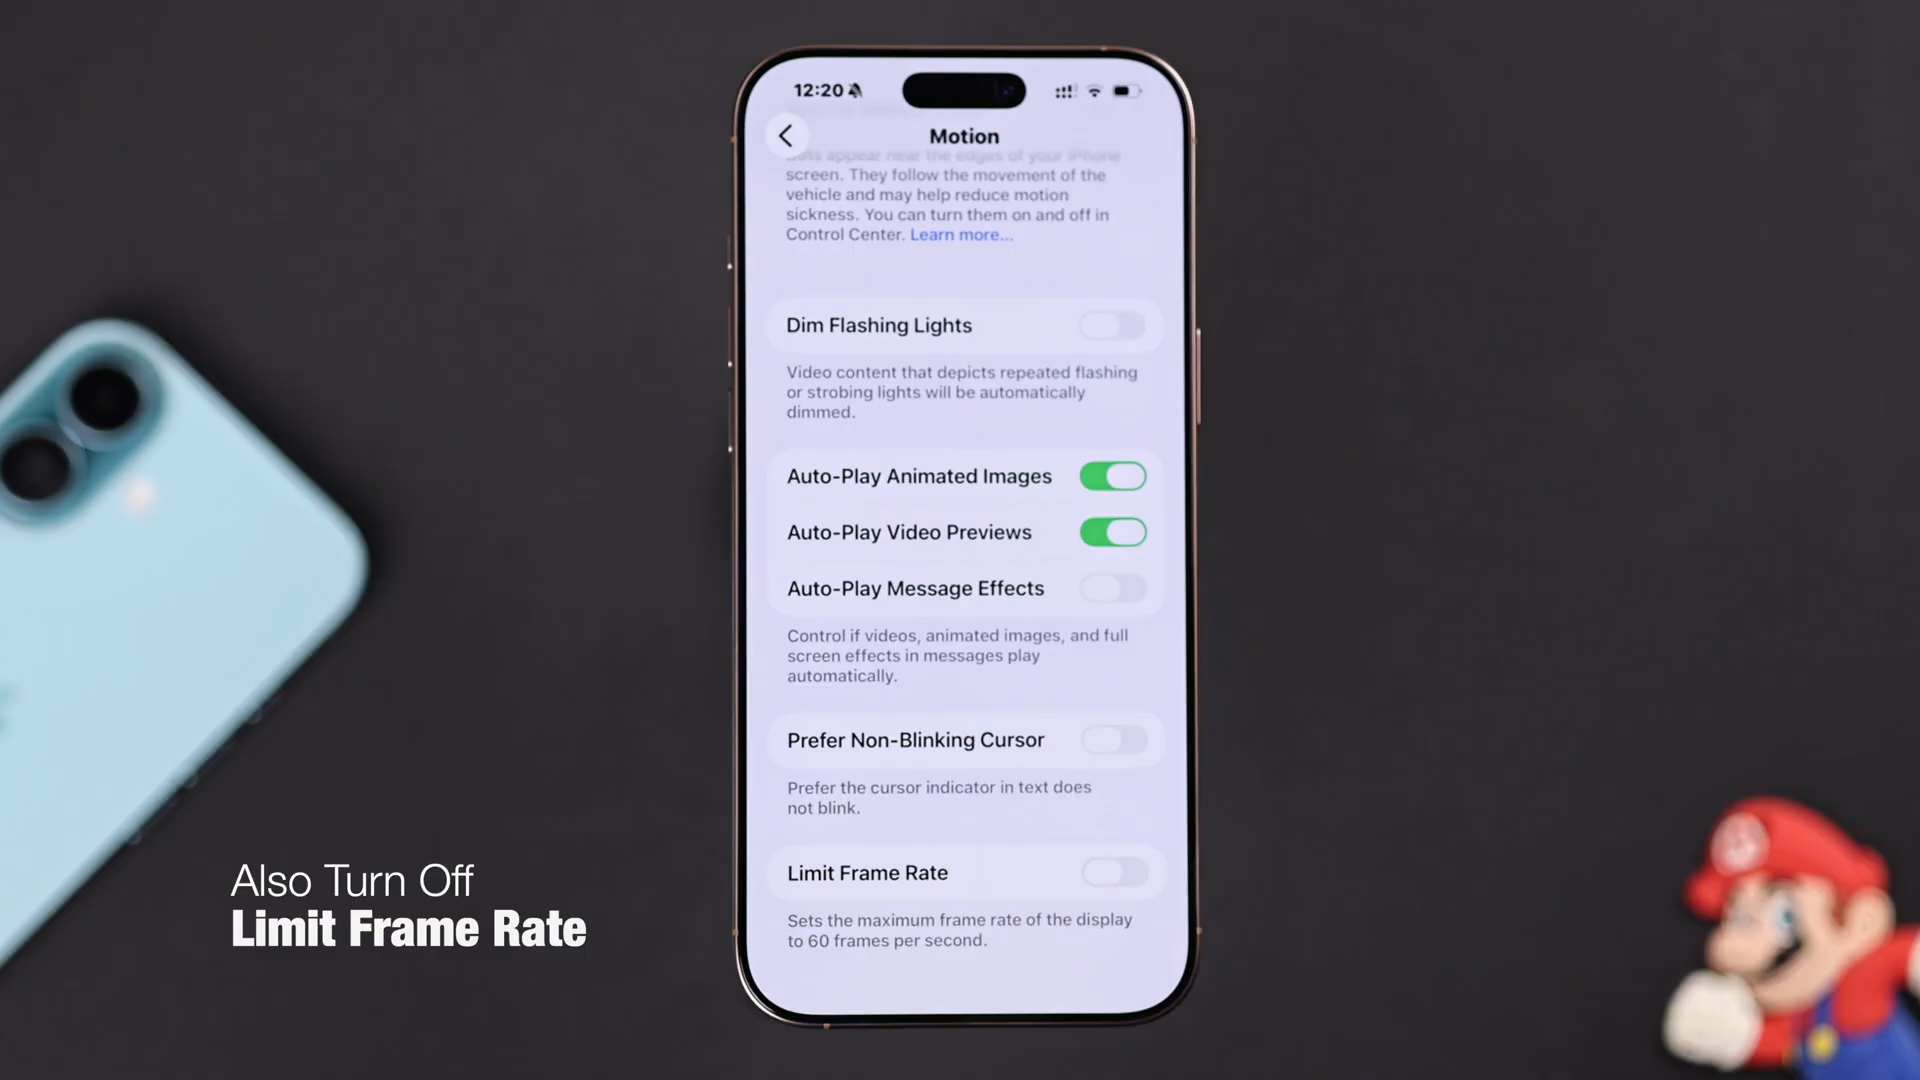 12:20
Motion
dots appear near the edges of your iPhone
screen. They follow the movement of the
vehicle and may help reduce motion
sickness. You can turn them on and off in
Control Center. Learn more...
Dim Flashing Lights
Video content that depicts repeated flashing
or strobing lights will be automatically
dimmed.
Auto-Play Animated Images
Auto-Play Video Previews
Auto-Play Message Effects
Control if videos, animated images, and full
screen effects in messages play
automatically.
Prefer Non-Blinking Cursor
Prefer the cursor indicator in text does
not blink.
Limit Frame Rate
Sets the maximum frame rate of the display
to 60 frames per second.
Also Turn Off
Limit Frame Rate